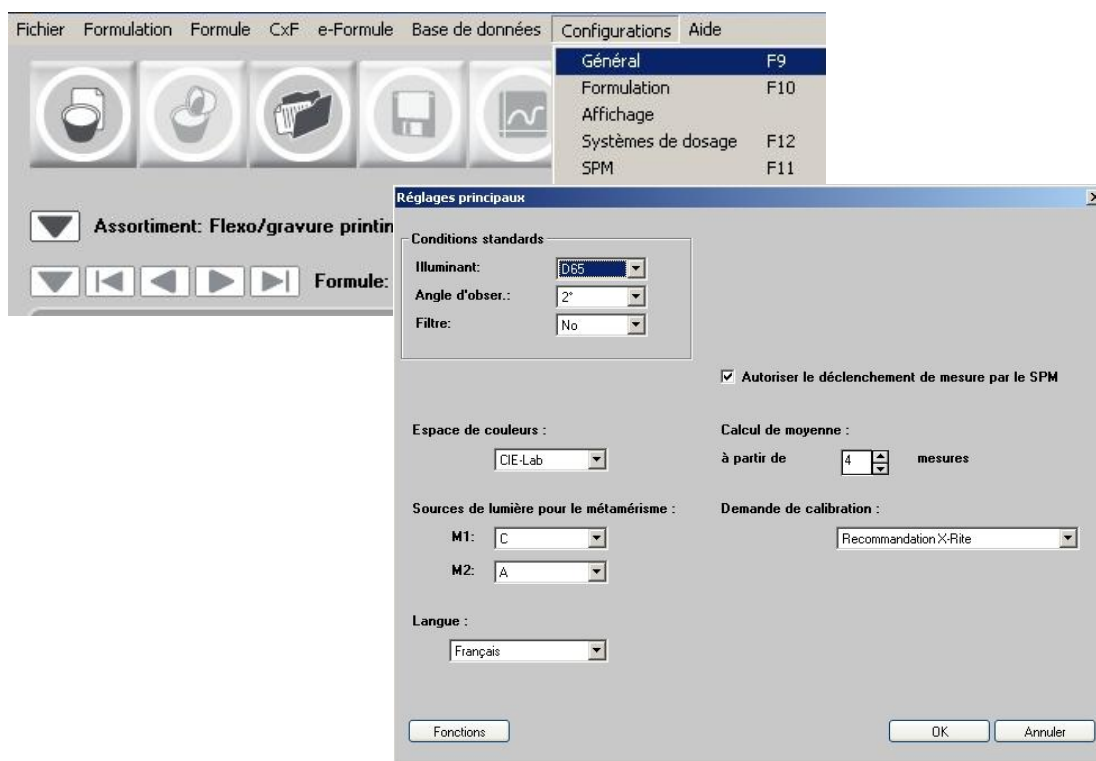 Fichier Formulation Formule CxF e-Formule Base de données Configurations Aide
Général F9
Formulation F10
Affichage
Systèmes de dosage F12
SPM F11
Assortiment: Flexo/gravure printin
Formule:
Réglages principaux
Conditions standards
Illuminant: D65
Angle d'obser.: 2°
Filtre: No
Autoriser le déclenchement de mesure par le SPM
Espace de couleurs :
CIE-Lab
Calcul de moyenne :
à partir de 4 mesures
Sources de lumière pour le métamérisme :
M1: C
M2: A
Demande de calibration :
Recommandation X-Rite
Langue :
Français
Fonctions OK Annuler